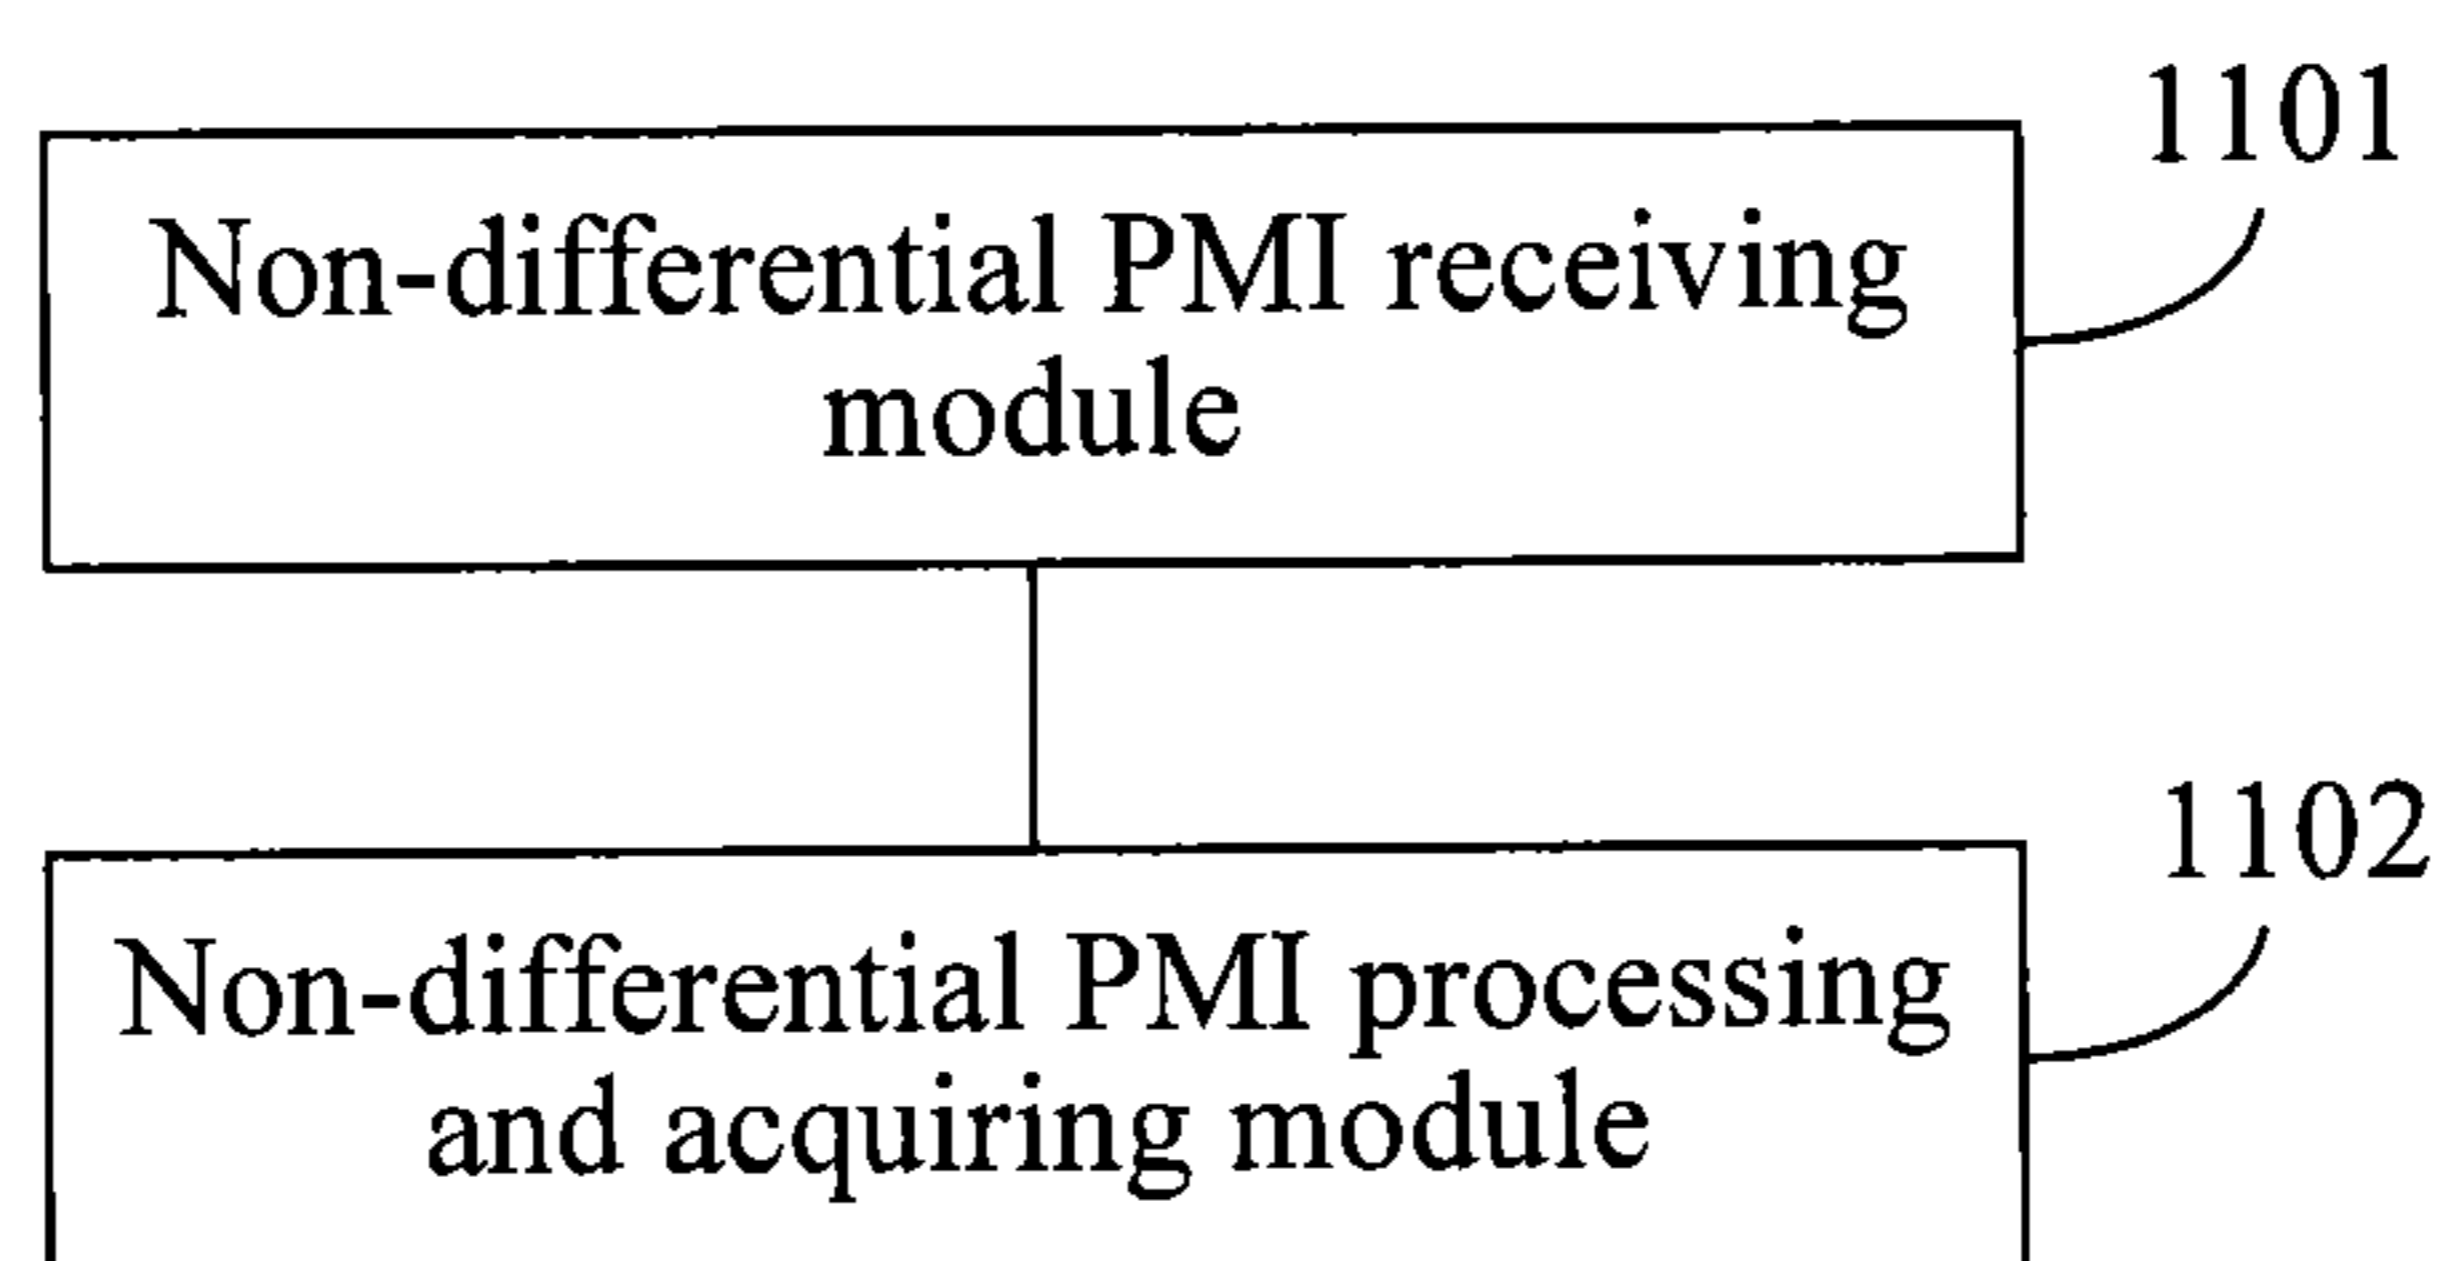 1101
Non-differential PMI receiving
module
1102
Non-differential PMI processing
and acquiring module